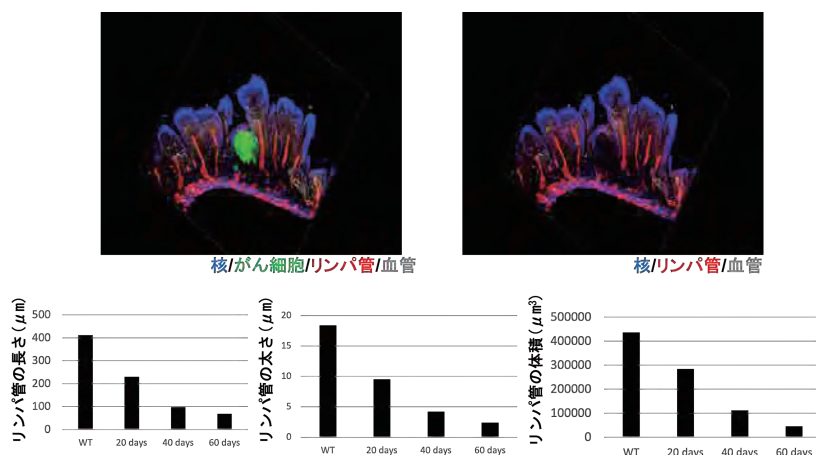 核/がん細胞/リンパ管/血管
核/リンパ管/血管
リンパ管の長さ(μm)
500
400
300
200
100
0
WT 20 days 40 days 60 days
リンパ管の太さ(μm)
20
15
10
5
0
WT 20 days 40 days 60 days
リンパ管の体積(μm³)
500000
400000
300000
200000
100000
0
WT 20 days 40 days 60 days